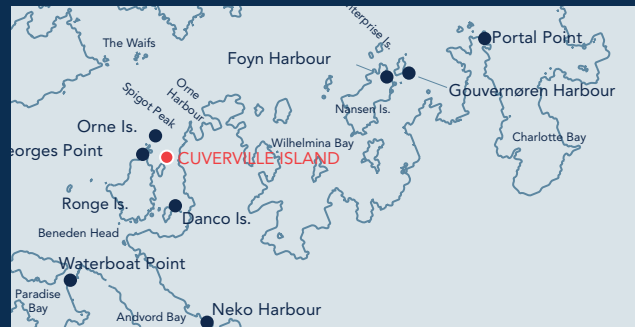 nterprise Is.
Portal Point
The Waifs
Foyn Harbour
Gouvernøren Harbour
Orne
Harbour
Spigot Peak
Nansen Is.
Orne Is.
Charlotte Bay
Wilhelmina Bay
eorges Point
CUVERVILLE ISLAND
Ronge Is.
Danco Is.
Beneden Head
Waterboat Point
Paradise
Bay
Neko Harbour
Andvord Bay